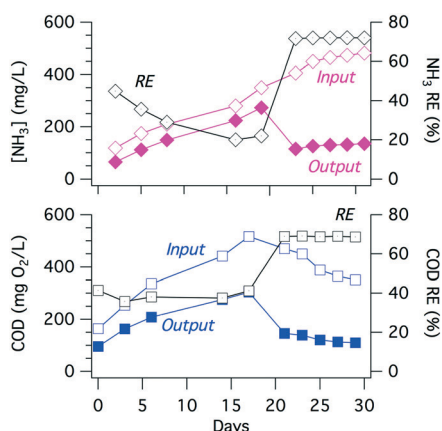 600
400
200
0
[NH3] (mg/L)
RE
Input
Output
80
60
40
20
0
NH3 RE (%)
600
400
200
0
COD (mg O2/L)
RE
Input
Output
80
60
40
20
0
COD RE (%)
0 5 10 15 20 25 30
Days